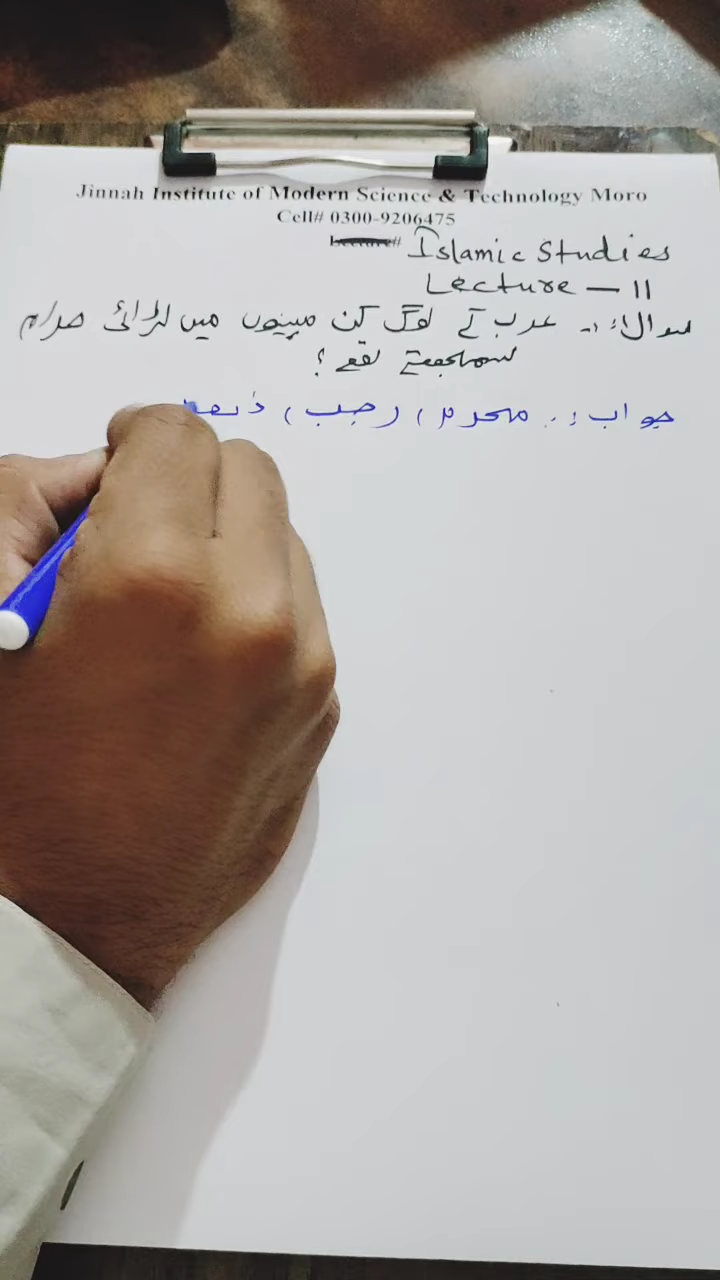 Jinnah Institute of Modern Science & Technology Moro
Cell# 0300-9206475
Lecture# Islamic Studies
Lecture — 11
سوال:۔ عرب کے لوگ کن مہینوں میں لڑائی حرام
سمجھتے تھے؟
جواب:۔ محرم، رجب،